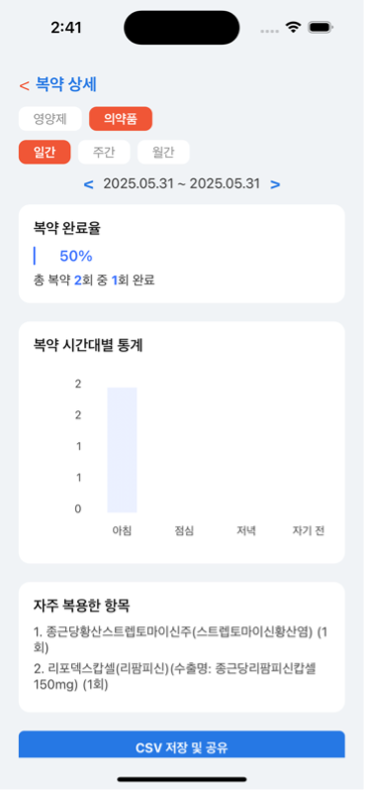 2:41
< 복약 상세
영양제 의약품
일간 주간 월간
< 2025.05.31 ~ 2025.05.31 >
복약 완료율
50%
총 복약 2회 중 1회 완료
복약 시간대별 통계
2
2
1
1
0
아침 점심 저녁 자기 전
자주 복용한 항목
1. 종근당황산스트렙토마이신주(스트렙토마이신황산염) (1
회)
2. 리포덱스캅셀(리팜피신)(수출명: 종근당리팜피신캅셀
150mg) (1회)
CSV 저장 및 공유